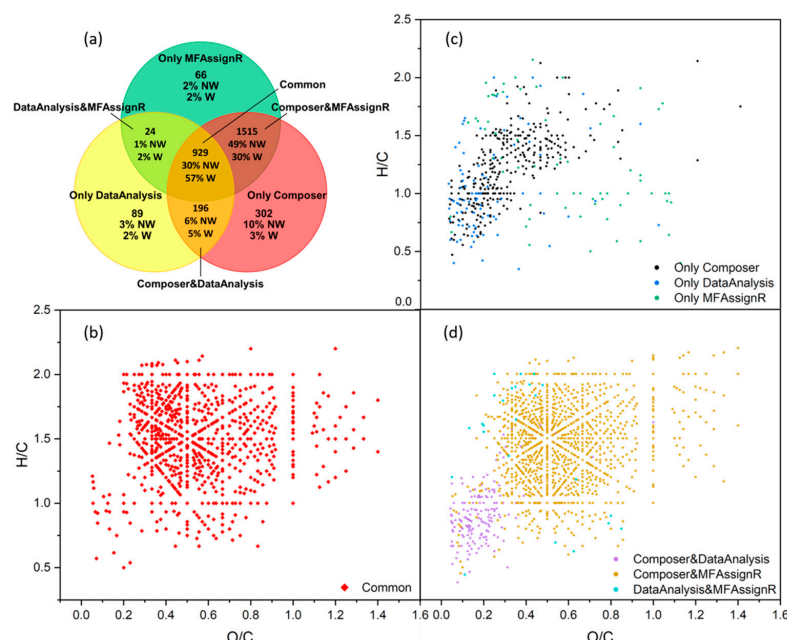 (a)
Only MFAssignR
66
2% NW
2% W
Common
DataAnalysis&MFAssignR
Composer&MFAssignR
24
1% NW
2% W
1515
49% NW
30% W
929
30% NW
57% W
Only DataAnalysis
89
3% NW
2% W
Only Composer
302
10% NW
3% W
196
6% NW
5% W
Composer&DataAnalysis
(c)
H/C
2.5
2.0
1.5
1.0
0.5
0.0
Only Composer
Only DataAnalysis
Only MFAssignR
(b)
H/C
2.5
2.0
1.5
1.0
0.5
Common
0.0 0.2 0.4 0.6 0.8 1.0 1.2 1.4 1.6
O/C
(d)
Composer&DataAnalysis
Composer&MFAssignR
DataAnalysis&MFAssignR
0.0 0.2 0.4 0.6 0.8 1.0 1.2 1.4 1.6
O/C